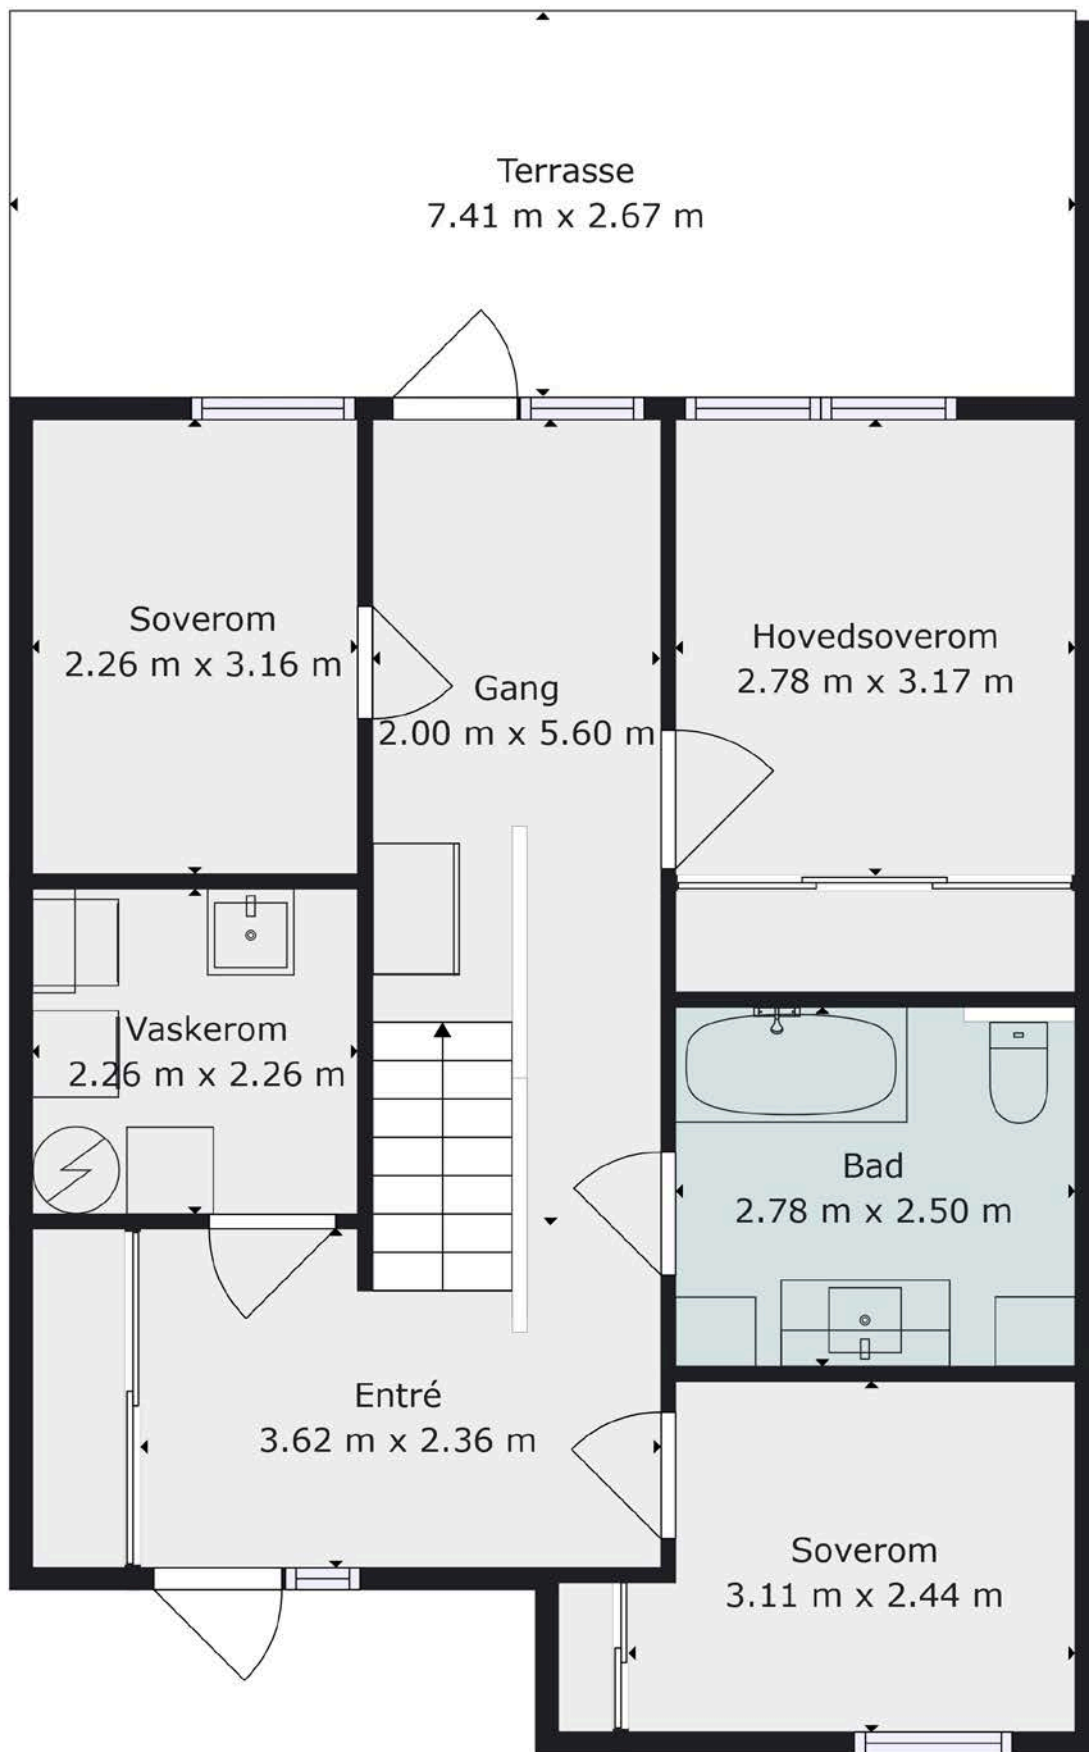 Terrasse
7.41 m x 2.67 m
Soverom
2.26 m x 3.16 m
Hovedsoverom
2.78 m x 3.17 m
Gang
2.00 m x 5.60 m
Vaskerom
2.26 m x 2.26 m
Bad
2.78 m x 2.50 m
Entré
3.62 m x 2.36 m
Soverom
3.11 m x 2.44 m